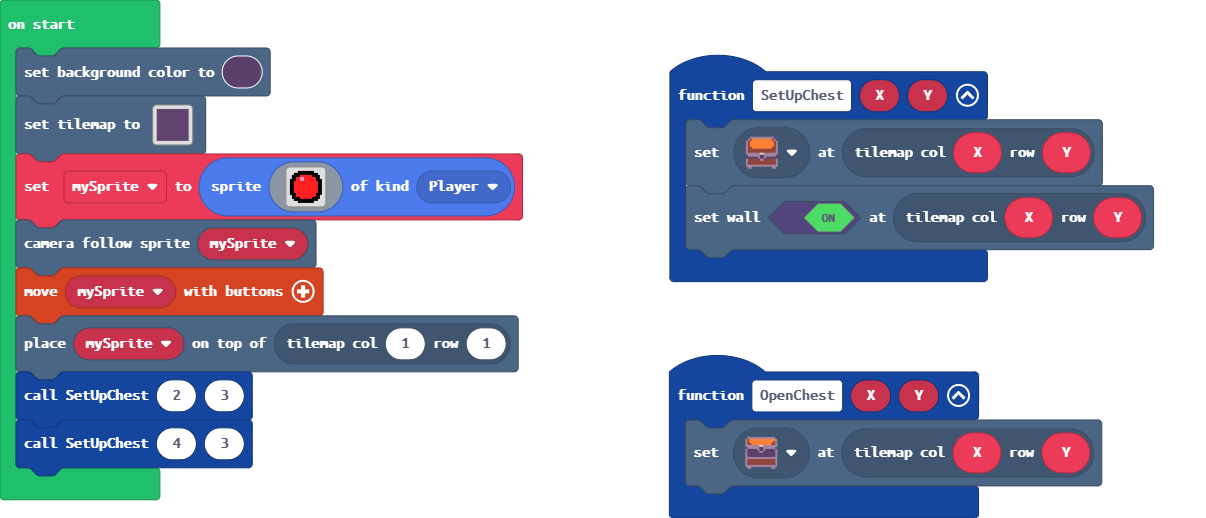 on start
set background color to
set tilemap to
set mySprite to sprite of kind Player
camera follow sprite mySprite
move mySprite with buttons
place mySprite on top of tilemap col 1 row 1
call SetUpChest 2 3
call SetUpChest 4 3
function SetUpChest X Y
set at tilemap col X row Y
set wall ON at tilemap col X row Y
function OpenChest X Y
set at tilemap col X row Y